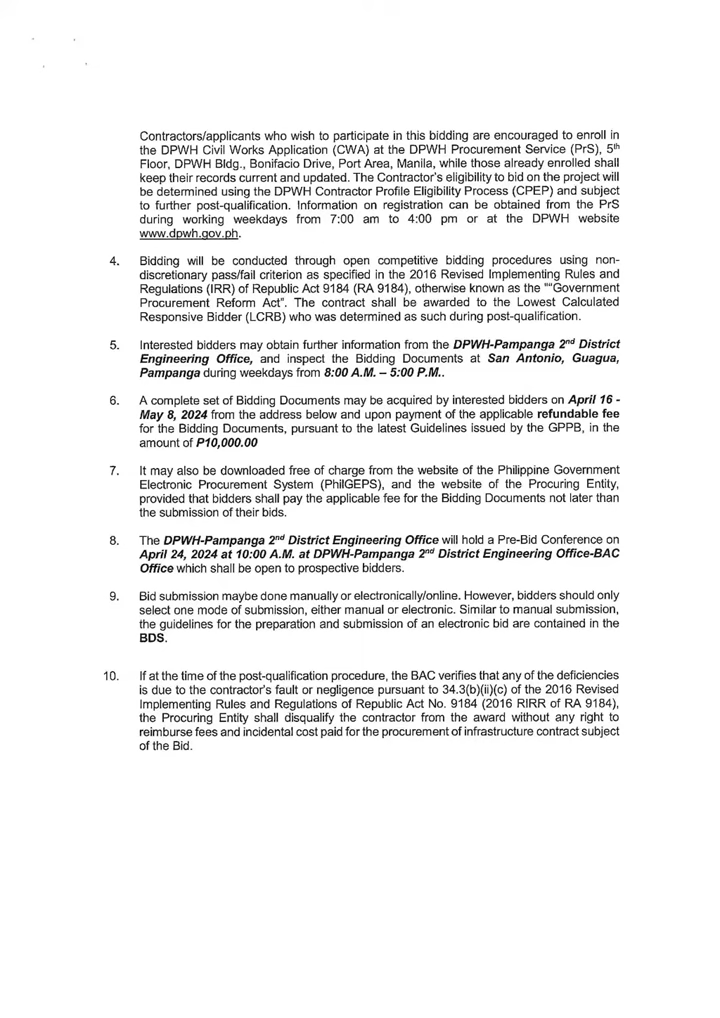 Contractors/applicants who wish to participate in this bidding are encouraged to enroll in
the DPWH Civil Works Application (CWA) at the DPWH Procurement Service (PrS), 5th
Floor, DPWH Bldg., Bonifacio Drive, Port Area, Manila, while those already enrolled shall
keep their records current and updated. The Contractor's eligibility to bid on the project will
be determined using the DPWH Contractor Profile Eligibility Process (CPEP) and subject
to further post-qualification. Information on registration can be obtained from the PrS
during working weekdays from 7:00 am to 4:00 pm or at the DPWH website
www.dpwh.gov.ph.
4. Bidding will be conducted through open competitive bidding procedures using non-
discretionary pass/fail criterion as specified in the 2016 Revised Implementing Rules and
Regulations (IRR) of Republic Act 9184 (RA 9184), otherwise known as the ""Government
Procurement Reform Act". The contract shall be awarded to the Lowest Calculated
Responsive Bidder (LCRB) who was determined as such during post-qualification.
5. Interested bidders may obtain further information from the DPWH-Pampanga 2nd District
Engineering Office, and inspect the Bidding Documents at San Antonio, Guagua,
Pampanga during weekdays from 8:00 A.M. – 5:00 P.M..
6. A complete set of Bidding Documents may be acquired by interested bidders on April 16 -
May 8, 2024 from the address below and upon payment of the applicable refundable fee
for the Bidding Documents, pursuant to the latest Guidelines issued by the GPPB, in the
amount of P10,000.00
7. It may also be downloaded free of charge from the website of the Philippine Government
Electronic Procurement System (PhilGEPS), and the website of the Procuring Entity,
provided that bidders shall pay the applicable fee for the Bidding Documents not later than
the submission of their bids.
8. The DPWH-Pampanga 2nd District Engineering Office will hold a Pre-Bid Conference on
April 24, 2024 at 10:00 A.M. at DPWH-Pampanga 2nd District Engineering Office-BAC
Office which shall be open to prospective bidders.
9. Bid submission maybe done manually or electronically/online. However, bidders should only
select one mode of submission, either manual or electronic. Similar to manual submission,
the guidelines for the preparation and submission of an electronic bid are contained in the
BDS.
10. If at the time of the post-qualification procedure, the BAC verifies that any of the deficiencies
is due to the contractor's fault or negligence pursuant to 34.3(b)(ii)(c) of the 2016 Revised
Implementing Rules and Regulations of Republic Act No. 9184 (2016 RIRR of RA 9184),
the Procuring Entity shall disqualify the contractor from the award without any right to
reimburse fees and incidental cost paid for the procurement of infrastructure contract subject
of the Bid.